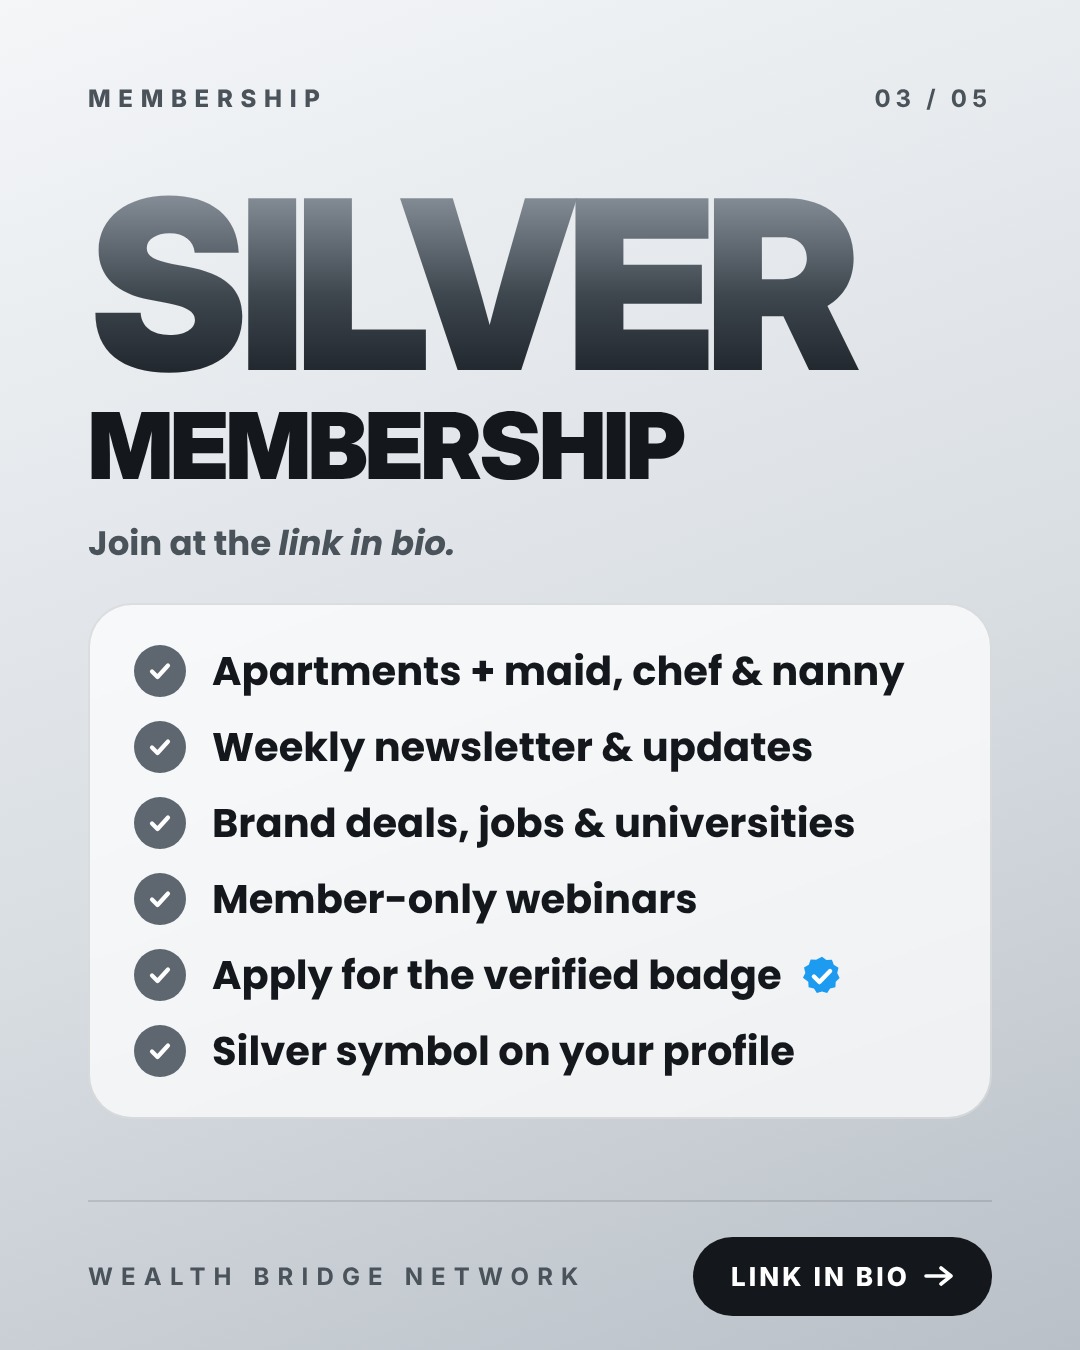 MEMBERSHIP
03 / 05
SILVER
MEMBERSHIP
Join at the link in bio.
Apartments + maid, chef & nanny
Weekly newsletter & updates
Brand deals, jobs & universities
Member-only webinars
Apply for the verified badge
Silver symbol on your profile
WEALTH BRIDGE NETWORK
LINK IN BIO →